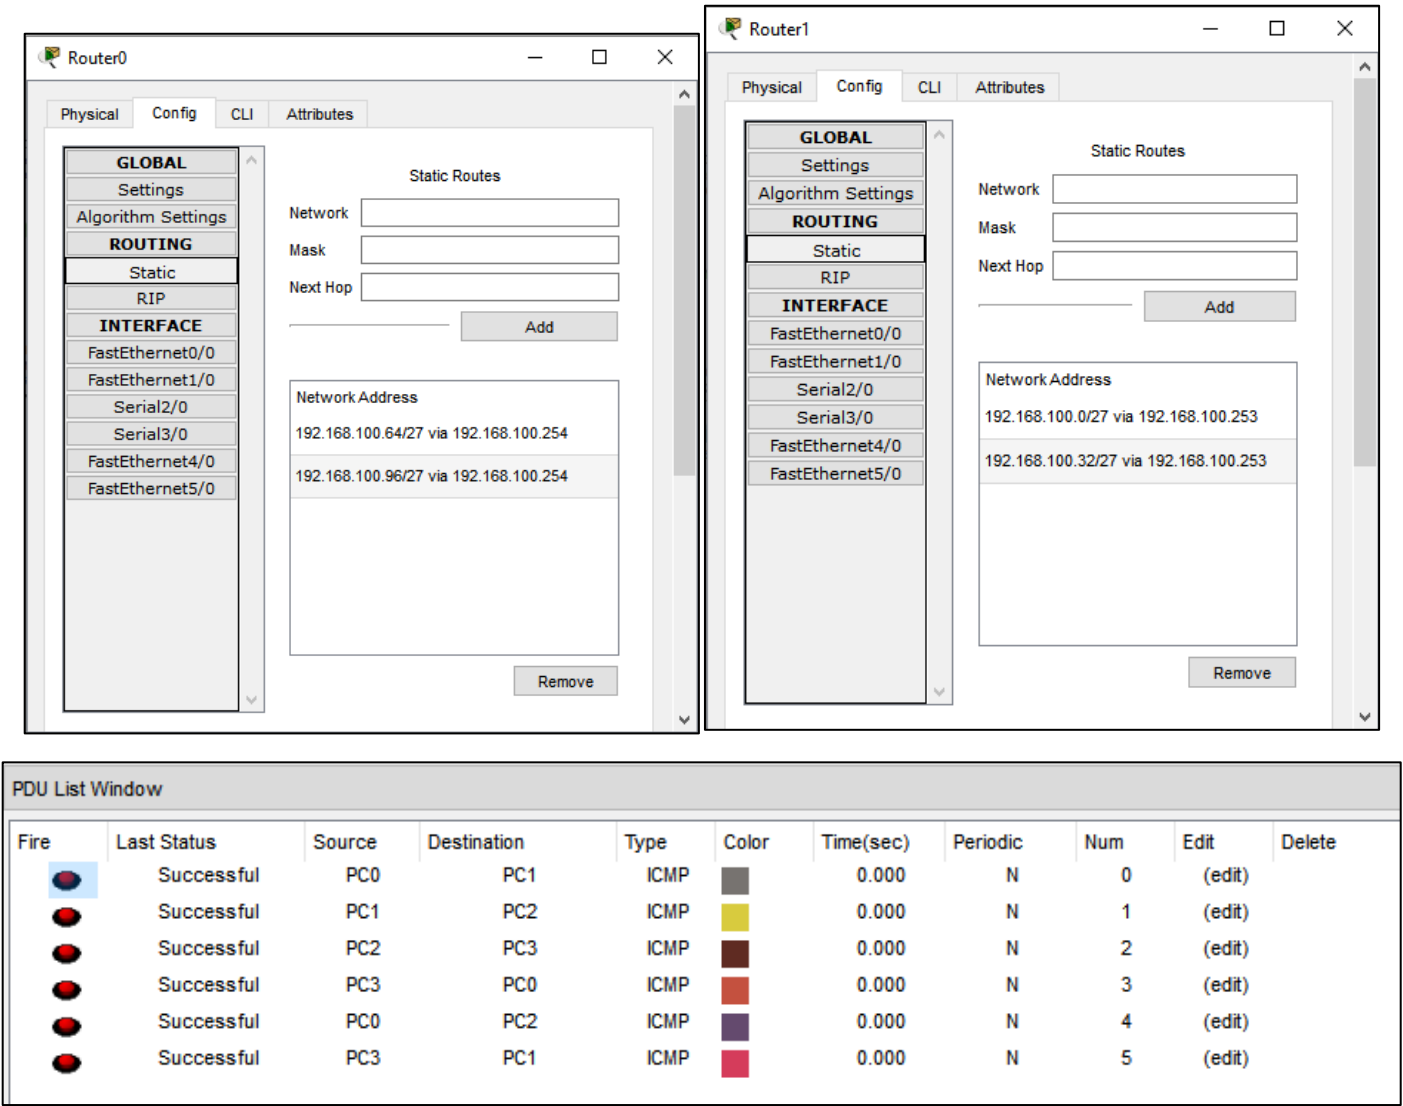 Router0
Physical Config CLI Attributes
GLOBAL
Settings
Algorithm Settings
ROUTING
Static
RIP
INTERFACE
FastEthernet0/0
FastEthernet1/0
Serial2/0
Serial3/0
FastEthernet4/0
FastEthernet5/0
Static Routes
Network
Mask
Next Hop
Add
Network Address
192.168.100.64/27 via 192.168.100.254
192.168.100.96/27 via 192.168.100.254
Remove
Router1
Physical Config CLI Attributes
GLOBAL
Settings
Algorithm Settings
ROUTING
Static
RIP
INTERFACE
FastEthernet0/0
FastEthernet1/0
Serial2/0
Serial3/0
FastEthernet4/0
FastEthernet5/0
Static Routes
Network
Mask
Next Hop
Add
Network Address
192.168.100.0/27 via 192.168.100.253
192.168.100.32/27 via 192.168.100.253
Remove
PDU List Window
Fire Last Status Source Destination Type Color Time(sec) Periodic Num Edit Delete
Successful PC0 PC1 ICMP 0.000 N 0 (edit)
Successful PC1 PC2 ICMP 0.000 N 1 (edit)
Successful PC2 PC3 ICMP 0.000 N 2 (edit)
Successful PC3 PC0 ICMP 0.000 N 3 (edit)
Successful PC0 PC2 ICMP 0.000 N 4 (edit)
Successful PC3 PC1 ICMP 0.000 N 5 (edit)